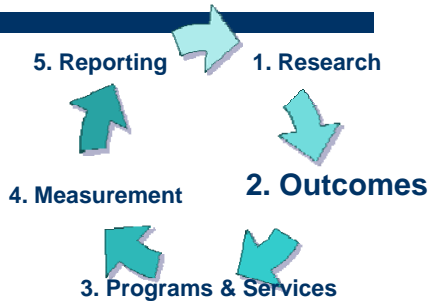 5. Reporting
1. Research
4. Measurement
2. Outcomes
3. Programs & Services